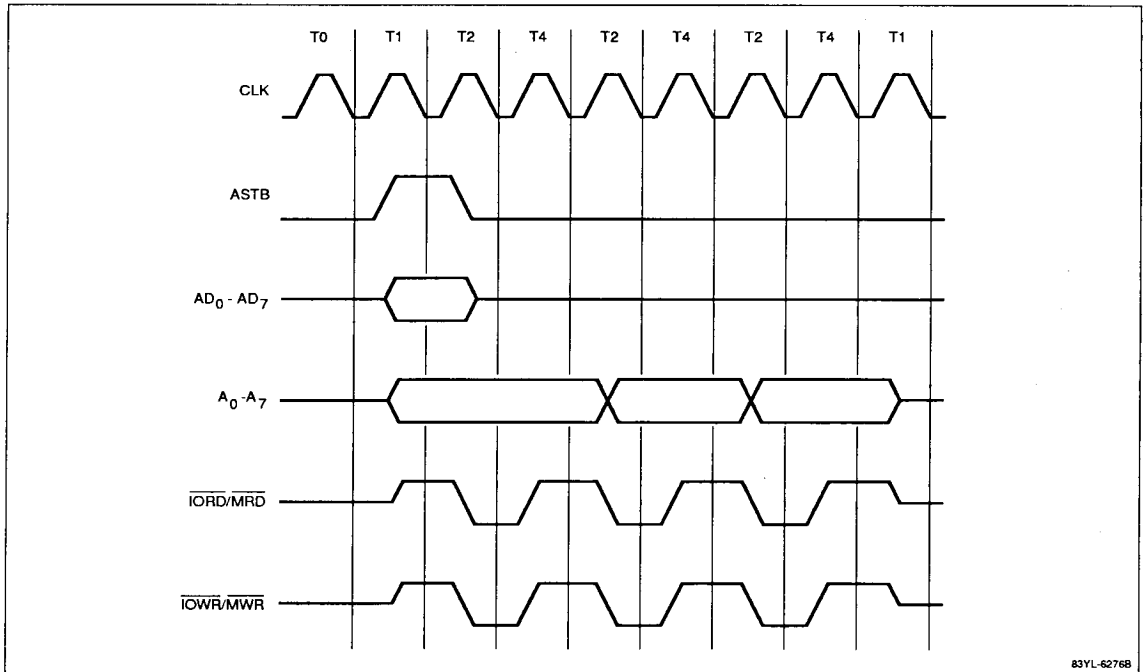 T0 T1 T2 T4 T2 T4 T2 T4 T1
CLK
ASTB
AD0 - AD7
A0 -A7
IORD/MRD
IOWR/MWR
83YL-6276B